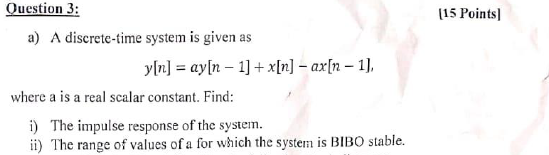 Question 3: [15 Points]
a) A discrete-time system is given as
y[n] = ay[n − 1] + x[n] − ax[n − 1],
where a is a real scalar constant. Find:
i) The impulse response of the system.
ii) The range of values of a for which the system is BIBO stable.